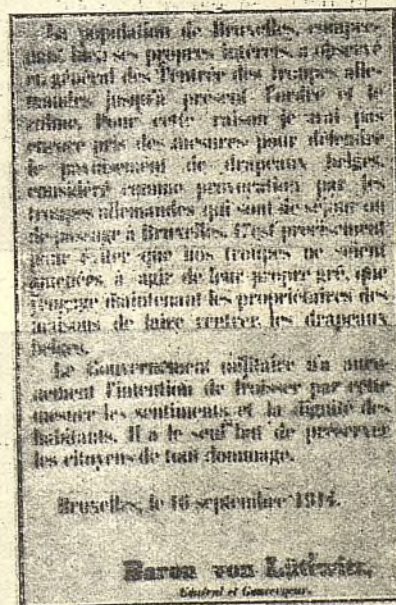 La population de Bruxelles, compre-
nant bien ses propres intérêts, a observé
en général dès l'entrée des troupes alle-
mandes jusqu'à présent l'ordre et le
calme. Pour cette raison je n'ai pas
encore pris des mesures pour défendre
le pavoisement de drapeaux belges,
considéré comme provocation par les
troupes allemandes qui sont de séjour ou
de passage à Bruxelles. C'est précisément
pour éviter que nos troupes ne soient
amenées à agir de leur propre gré, que
j'engage maintenant les propriétaires des
maisons de faire rentrer les drapeaux
belges.
Le Gouvernement militaire n'a aucu-
nement l'intention de froisser par cette
mesure les sentiments et la dignité des
habitants. Il a le seul but de préserver
les citoyens de tout dommage.
Bruxelles, le 16 septembre 1914.
Baron von Lüttwitz,
Général et Gouverneur.